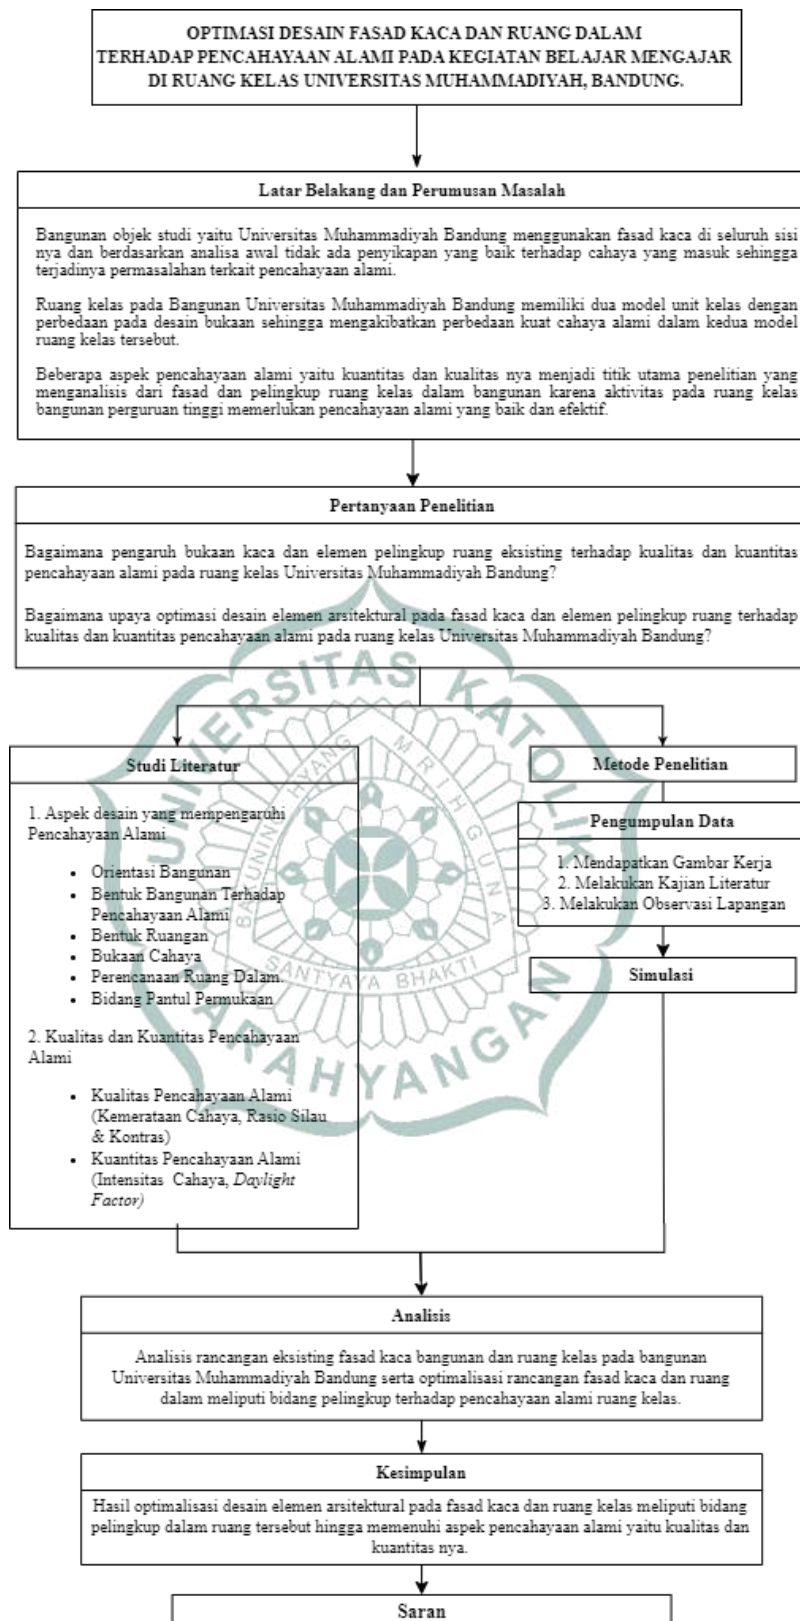 OPTIMASI DESAIN FASAD KACA DAN RUANG DALAM
TERHADAP PENCAHAYAAN ALAMI PADA KEGIATAN BELAJAR MENGAJAR
DI RUANG KELAS UNIVERSITAS MUHAMMADIYAH, BANDUNG.
Latar Belakang dan Perumusan Masalah
Bangunan objek studi yaitu Universitas Muhammadiyah Bandung menggunakan fasad kaca di seluruh sisi
nya dan berdasarkan analisa awal tidak ada penyikapan yang baik terhadap cahaya yang masuk sehingga
terjadinya permasalahan terkait pencahayaan alami.
Ruang kelas pada Bangunan Universitas Muhammadiyah Bandung memiliki dua model unit kelas dengan
perbedaan pada desain bukaan sehingga mengakibatkan perbedaan kuat cahaya alami dalam kedua model
ruang kelas tersebut.
Beberapa aspek pencahayaan alami yaitu kuantitas dan kualitas nya menjadi titik utama penelitian yang
menganalisis dari fasad dan pelingkup ruang kelas dalam bangunan karena aktivitas pada ruang kelas
bangunan perguruan tinggi memerlukan pencahayaan alami yang baik dan efektif.
Pertanyaan Penelitian
Bagaimana pengaruh bukaan kaca dan elemen pelingkup ruang eksisting terhadap kualitas dan kuantitas
pencahayaan alami pada ruang kelas Universitas Muhammadiyah Bandung?
Bagaimana upaya optimasi desain elemen arsitektural pada fasad kaca dan elemen pelingkup ruang terhadap
kualitas dan kuantitas pencahayaan alami pada ruang kelas Universitas Muhammadiyah Bandung?
Studi Literatur
1. Aspek desain yang mempengaruhi
Pencahayaan Alami
• Orientasi Bangunan
• Bentuk Bangunan Terhadap
Pencahayaan Alami
• Bentuk Ruangan
• Bukaan Cahaya
• Perencanaan Ruang Dalam.
• Bidang Pantul Permukaan
2. Kualitas dan Kuantitas Pencahayaan
Alami
• Kualitas Pencahayaan Alami
(Kemerataan Cahaya, Rasio Silau
& Kontras)
• Kuantitas Pencahayaan Alami
(Intensitas Cahaya, Daylight
Factor)
Metode Penelitian
Pengumpulan Data
1. Mendapatkan Gambar Kerja
2. Melakukan Kajian Literatur
3. Melakukan Observasi Lapangan
Simulasi
UNIVERSITAS KATOLIK
PARAHYANGAN
BAKUNING HYANG MRIH GUNA
SANTYAYA BHAKTI
Analisis
Analisis rancangan eksisting fasad kaca bangunan dan ruang kelas pada bangunan
Universitas Muhammadiyah Bandung serta optimalisasi rancangan fasad kaca dan ruang
dalam meliputi bidang pelingkup terhadap pencahayaan alami ruang kelas.
Kesimpulan
Hasil optimalisasi desain elemen arsitektural pada fasad kaca dan ruang kelas meliputi bidang
pelingkup dalam ruang tersebut hingga memenuhi aspek pencahayaan alami yaitu kualitas dan
kuantitas nya.
Saran